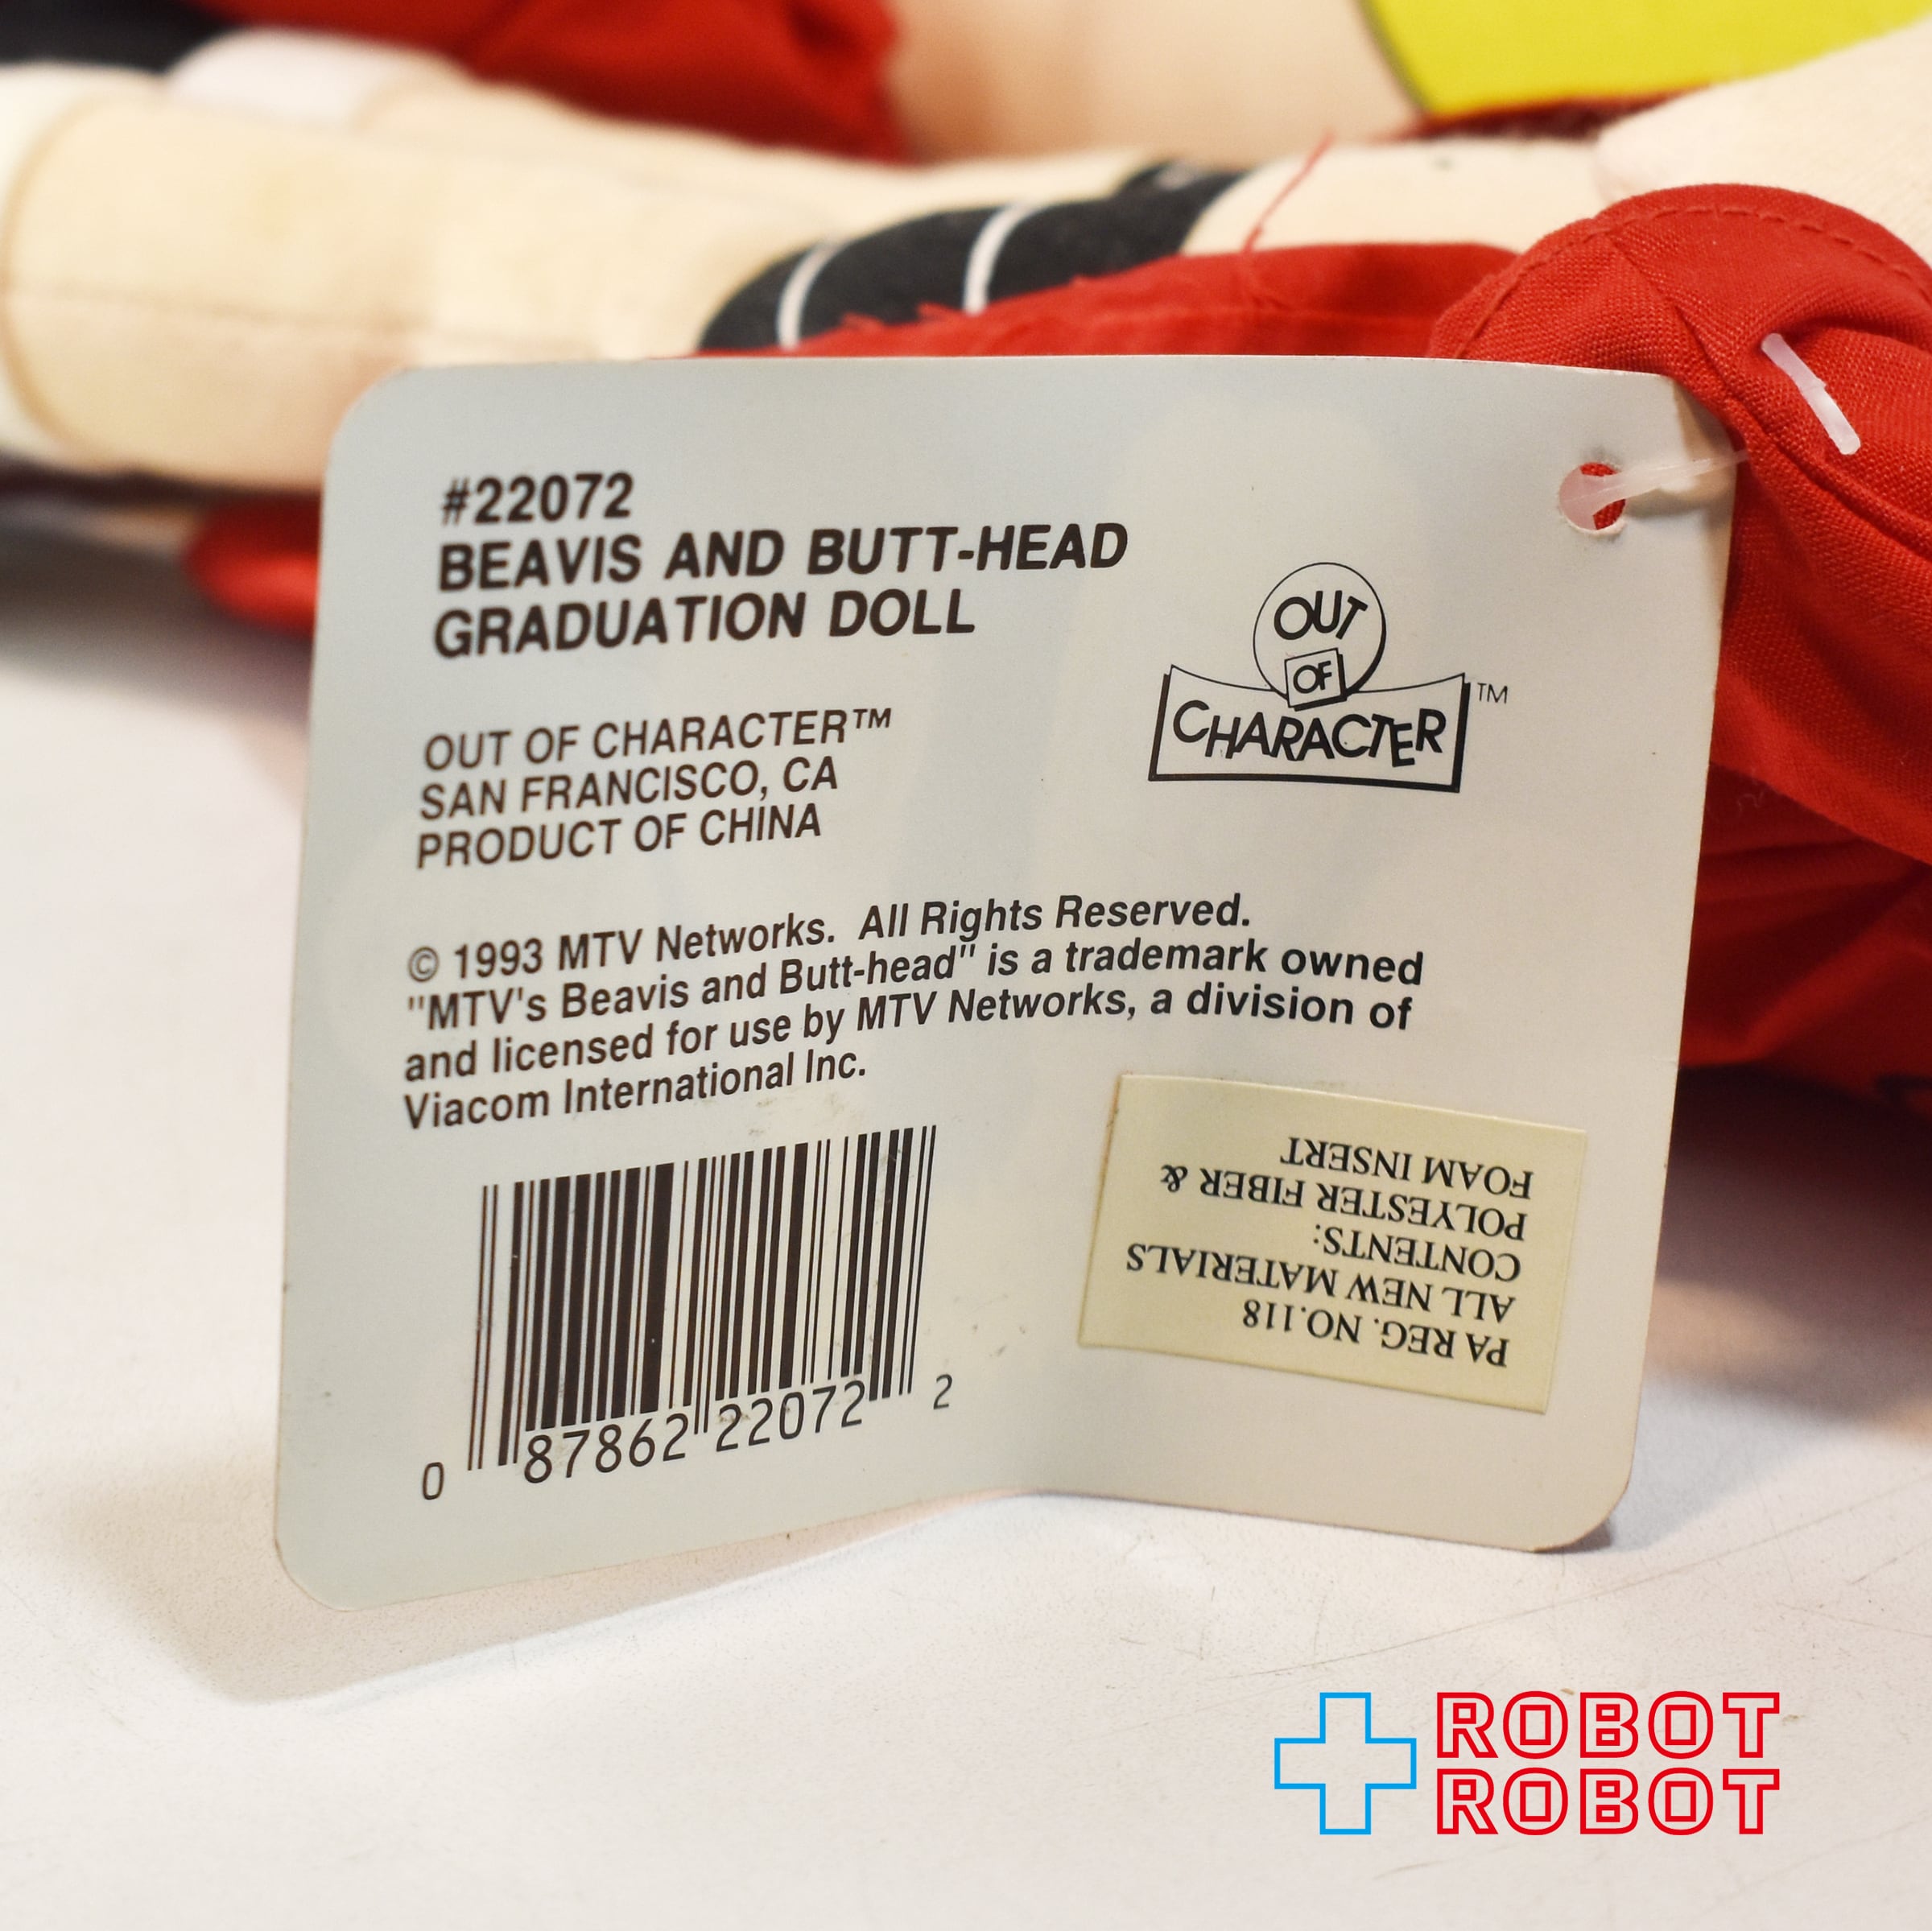 #22072
BEAVIS AND BUTT-HEAD
GRADUATION DOLL
OUT OF CHARACTER™
SAN FRANCISCO, CA
PRODUCT OF CHINA
OUT
OF
CHARACTER™
© 1993 MTV Networks. All Rights Reserved.
"MTV's Beavis and Butt-head" is a trademark owned
and licensed for use by MTV Networks, a division of
Viacom International Inc.
0 87862 22072 2
PA REG. NO.118
ALL NEW MATERIALS
CONTENTS:
POLYESTER FIBER &
FOAM INSERT
ROBOT
ROBOT